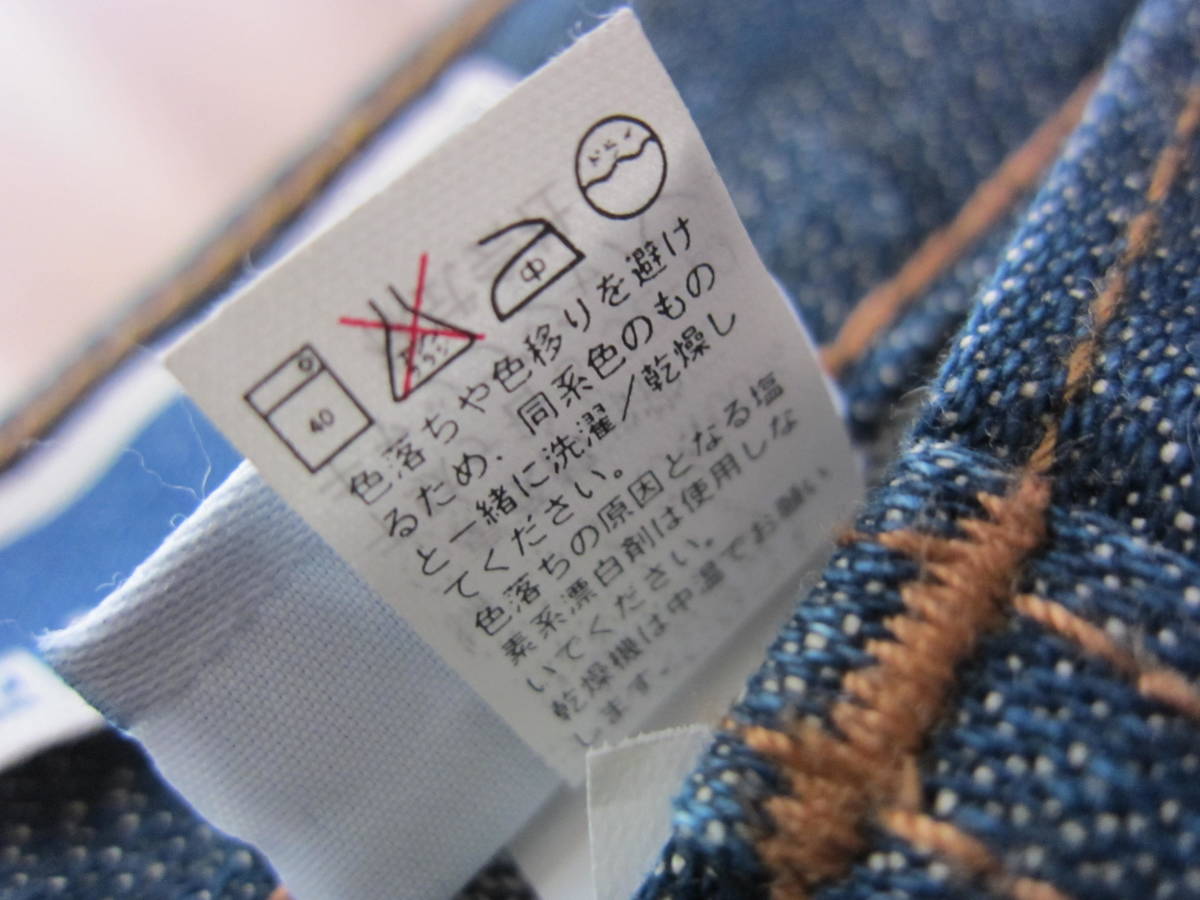 40
中
色落ちや色移りを避け
るため、同系色のもの
と一緒に洗濯/乾燥し
てください。
色落ちの原因となる塩
素系漂白剤は使用しな
いでください。
乾燥機は中温でお願い
します。